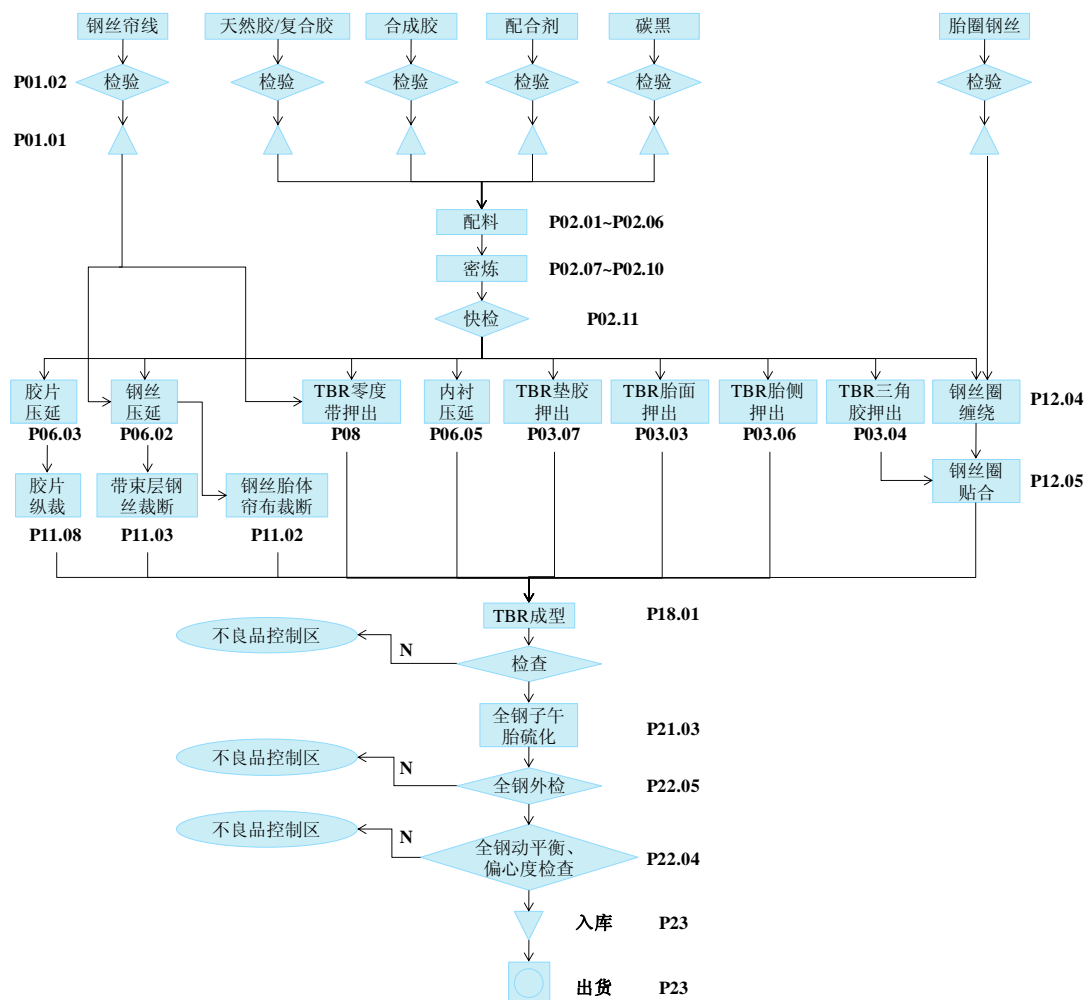 钢丝帘线
天然胶/复合胶
合成胶
配合剂
碳黑
胎圈钢丝
P01.02
检验
检验
检验
检验
检验
检验
P01.01
配料
P02.01~P02.06
密炼
P02.07~P02.10
快检
P02.11
胶片
压延
P06.03
钢丝
压延
P06.02
TBR零度
带押出
P08
内衬
压延
P06.05
TBR垫胶
押出
P03.07
TBR胎面
押出
P03.03
TBR胎侧
押出
P03.06
TBR三角
胶押出
P03.04
钢丝圈
缠绕
P12.04
胶片
纵裁
P11.08
带束层钢
丝裁断
P11.03
钢丝胎体
帘布裁断
P11.02
钢丝圈
贴合
P12.05
TBR成型
P18.01
不良品控制区
N
检查
全钢子午
胎硫化
P21.03
不良品控制区
N
全钢外检
P22.05
不良品控制区
N
全钢动平衡、
偏心度检查
P22.04
入库
P23
出货
P23